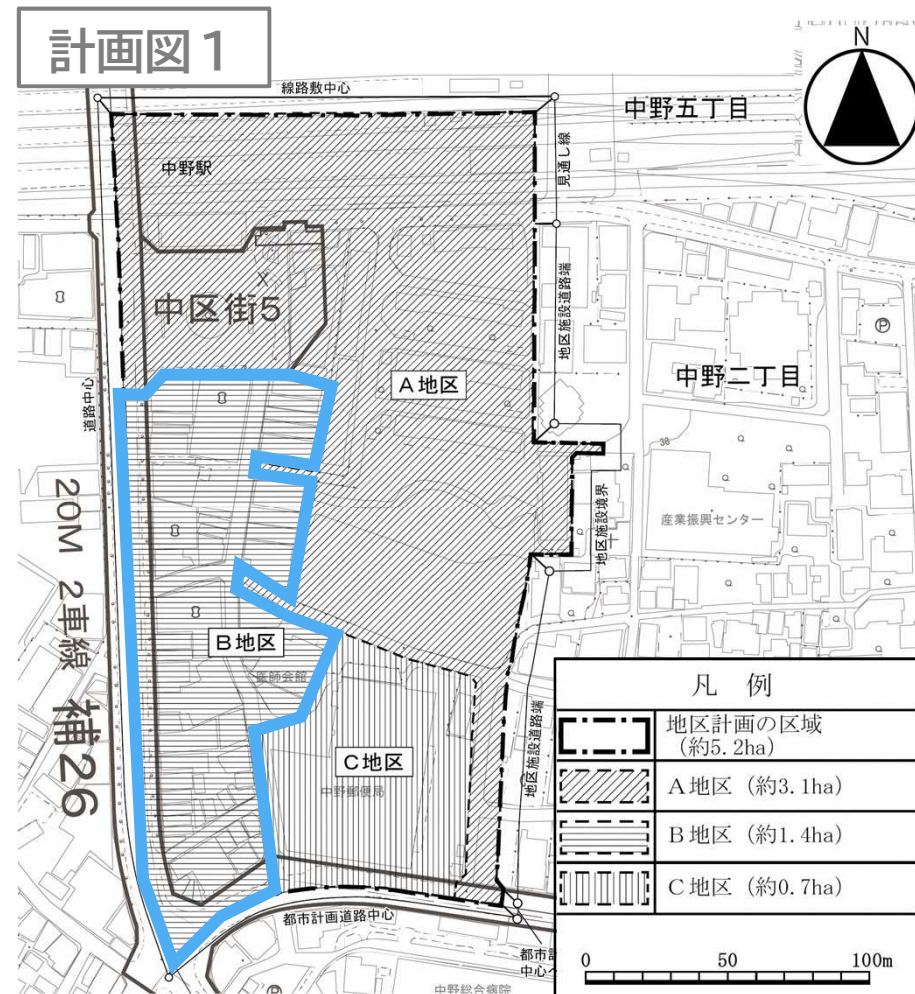 計画図1
N
線路敷中心
中野五丁目
見通し線
中野駅
中区街5
地区施設道路端
A地区
中野二丁目
道路中心
38
20M 2車線 補26
地区施設境界
産業振興センター
B地区
医師会館
C地区
中野郵便局
地区施設道路端
都市計画道路中心
中野総合病院
凡 例
地区計画の区域
(約5.2ha)
A地区 (約3.1ha)
B地区 (約1.4ha)
C地区 (約0.7ha)
0 50 100m